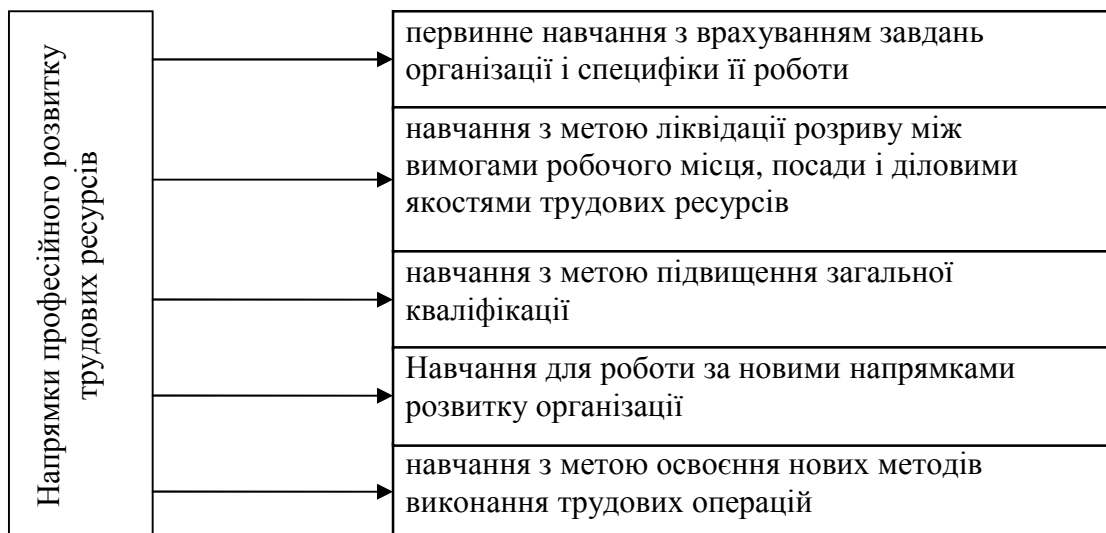 Напрямки професійного розвитку
трудових ресурсів
первинне навчання з врахуванням завдань
організації і специфіки її роботи
навчання з метою ліквідації розриву між
вимогами робочого місця, посади і діловими
якостями трудових ресурсів
навчання з метою підвищення загальної
кваліфікації
Навчання для роботи за новими напрямками
розвитку організації
навчання з метою освоєння нових методів
виконання трудових операцій